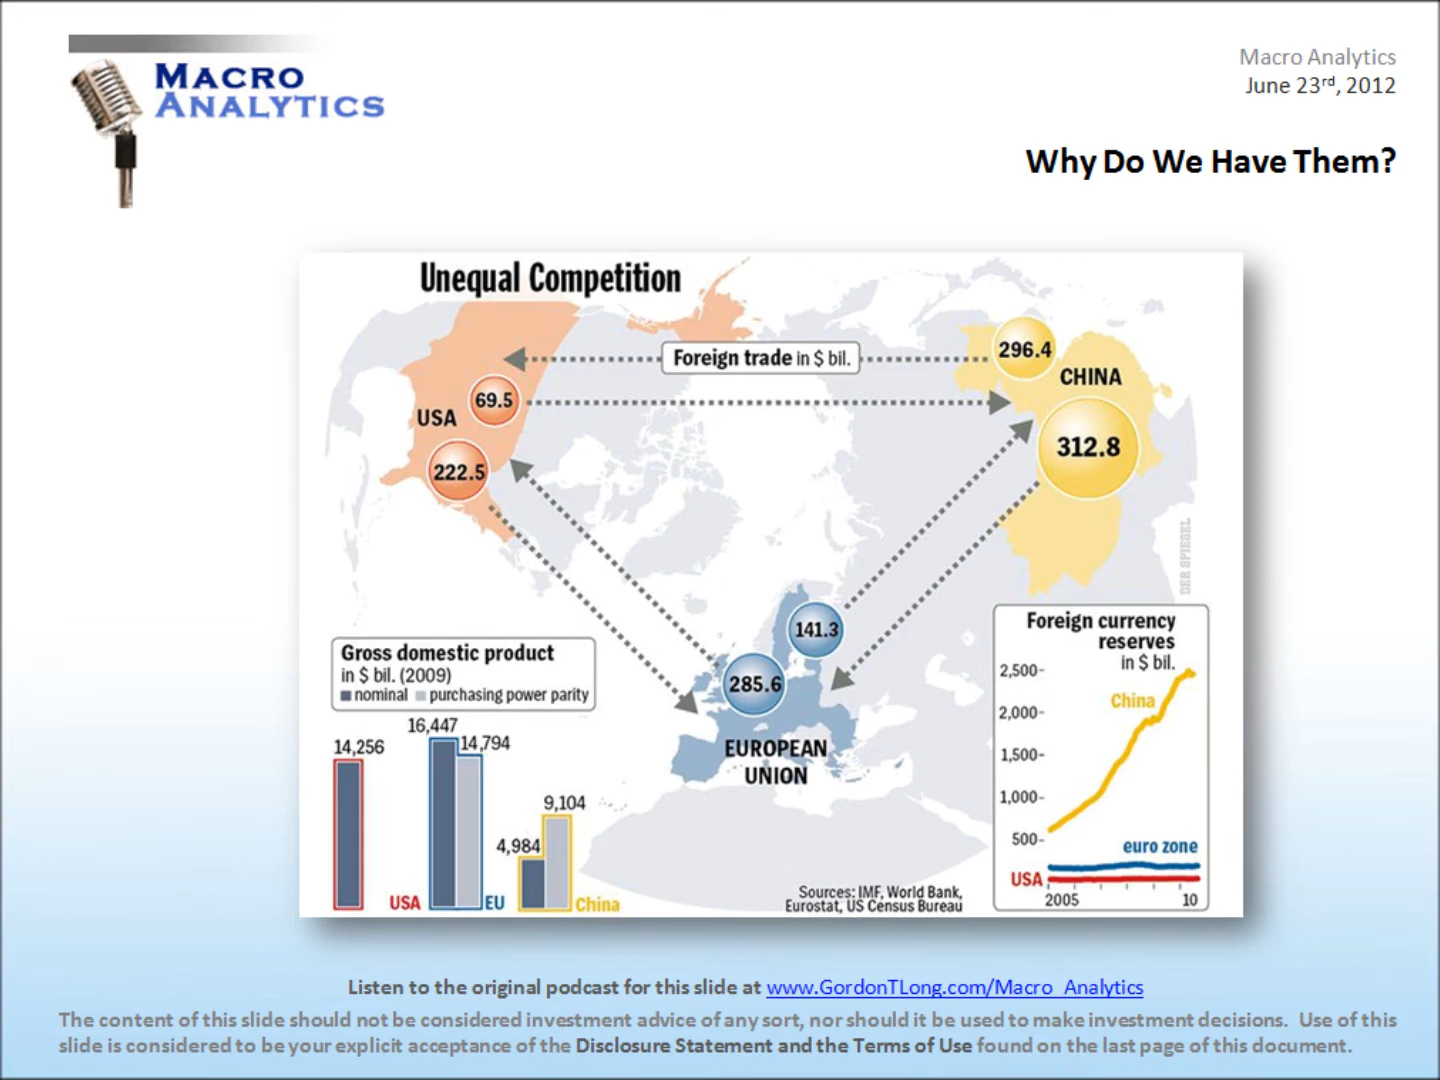 MACRO
ANALYTICS
Macro Analytics
June 23rd, 2012
Why Do We Have Them?
Unequal Competition
Foreign trade in $ bil.
296.4
CHINA
69.5
USA
312.8
222.5
DER SPIEGEL
141.3
285.6
EUROPEAN
UNION
Gross domestic product
in $ bil. (2009)
nominal purchasing power parity
14,256
16,447
14,794
9,104
4,984
USA
EU
China
Sources: IMF, World Bank,
Eurostat, US Census Bureau
Foreign currency
reserves
in $ bil.
2,500-
China
2,000-
1,500-
1,000-
500-
euro zone
USA
2005
10
Listen to the original podcast for this slide at www.GordonTLong.com/Macro_Analytics
The content of this slide should not be considered investment advice of any sort, nor should it be used to make investment decisions. Use of this
slide is considered to be your explicit acceptance of the Disclosure Statement and the Terms of Use found on the last page of this document.